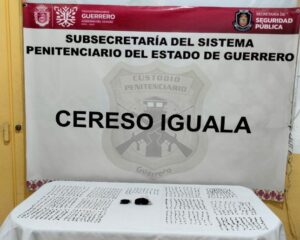 GUERRERO
SECRETARÍA DE
SEGURIDAD
PÚBLICA
SUBSECRETARÍA DEL SISTEMA
PENITENCIARIO DEL ESTADO DE GUERRERO
CUSTODIO
PENITENCIARIO
CERESO IGUALA
Guerrero